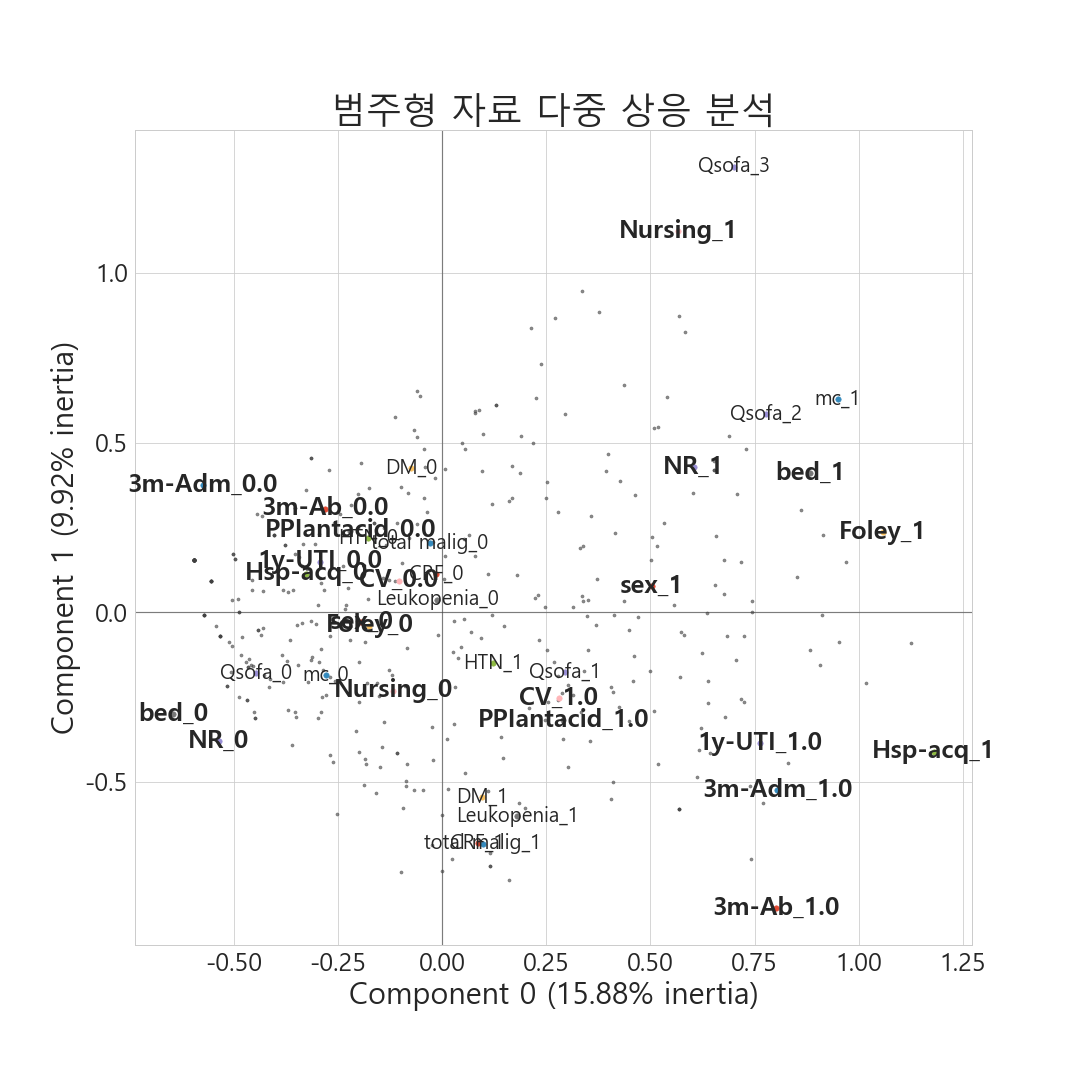 범주형 자료 다중 상응 분석
Qsofa_3
Nursing_1
1.0
mc_1
Qsofa_2
0.5
DM_0
NR_1
bed_1
3m-Adm_0.0
3m-Ab_0.0
PPIantacid_0.0
Foley_1
HTN_0
total malig_0
1y-UTI_0.0
Hsp-acq_0
CV_0.0
CRF_0
sex_1
Leukopenia_0
0.0
sex_0
Foley_0
HTN_1
Qsofa_1
Qsofa_0
mc_0
Nursing_0
CV_1.0
bed_0
PPIantacid_1.0
NR_0
1y-UTI_1.0
Hsp-acq_1
-0.5
3m-Adm_1.0
DM_1
Leukopenia_1
total malig_1
CRF_1
3m-Ab_1.0
-0.50
-0.25
0.00
0.25
0.50
0.75
1.00
1.25
Component 0 (15.88% inertia)
Component 1 (9.92% inertia)